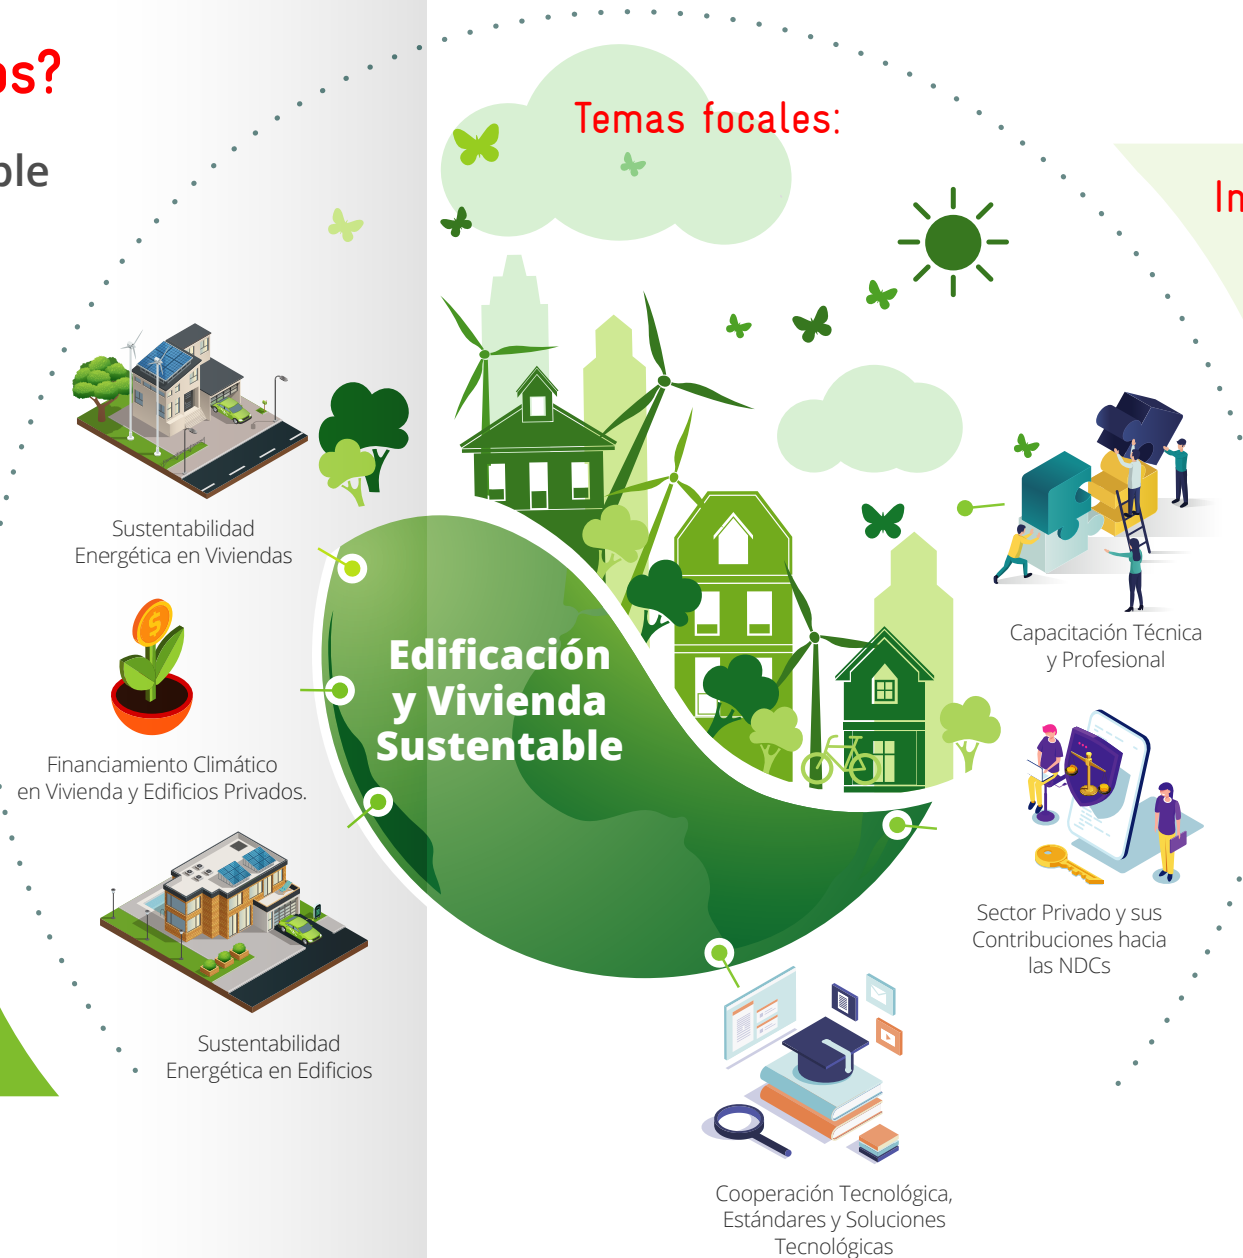 os?
ble
Temas focales:
In
Sustentabilidad
Energética en Viviendas
Financiamiento Climático
en Vivienda y Edificios Privados.
Sustentabilidad
Energética en Edificios
Edificación
y Vivienda
Sustentable
Capacitación Técnica
y Profesional
Sector Privado y sus
Contribuciones hacia
las NDCs
Cooperación Tecnológica,
Estándares y Soluciones
Tecnológicas